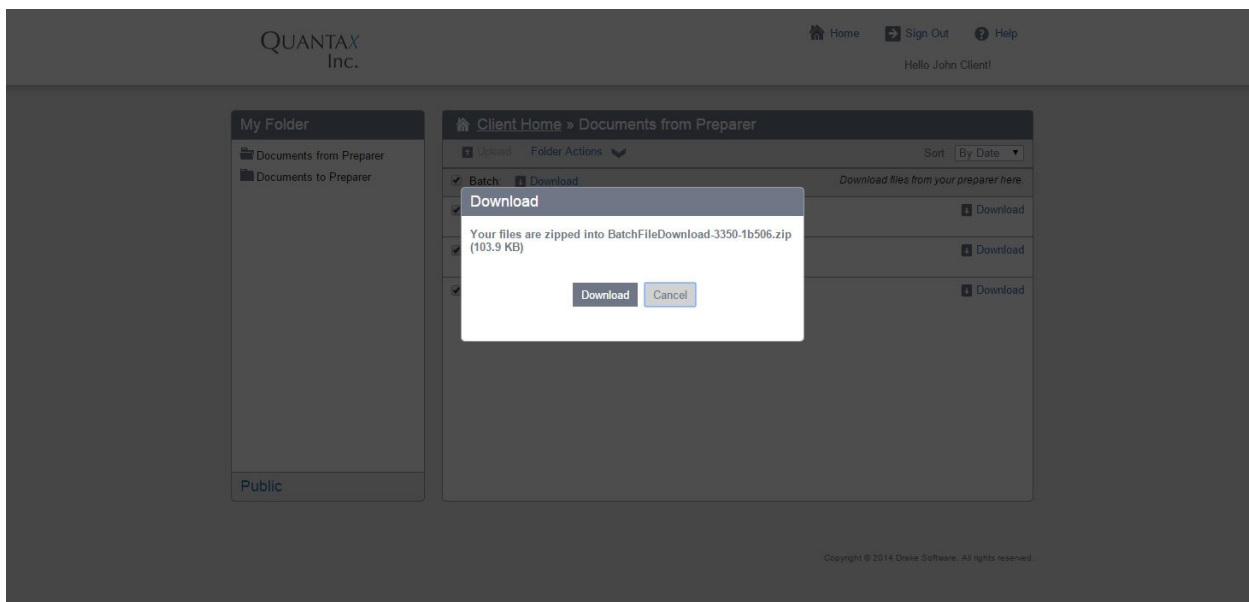 QUANTAX
Inc.
Home Sign Out Help
Hello John Client!
My Folder
Documents from Preparer
Documents to Preparer
Public
Client Home » Documents from Preparer
Upload Folder Actions Sort By Date
Batch: Download Download files from your preparer here.
Download
Download
Download
Download
Your files are zipped into BatchFileDownload-3350-1b506.zip
(103.9 KB)
Download Cancel
Copyright © 2014 Drake Software. All rights reserved.